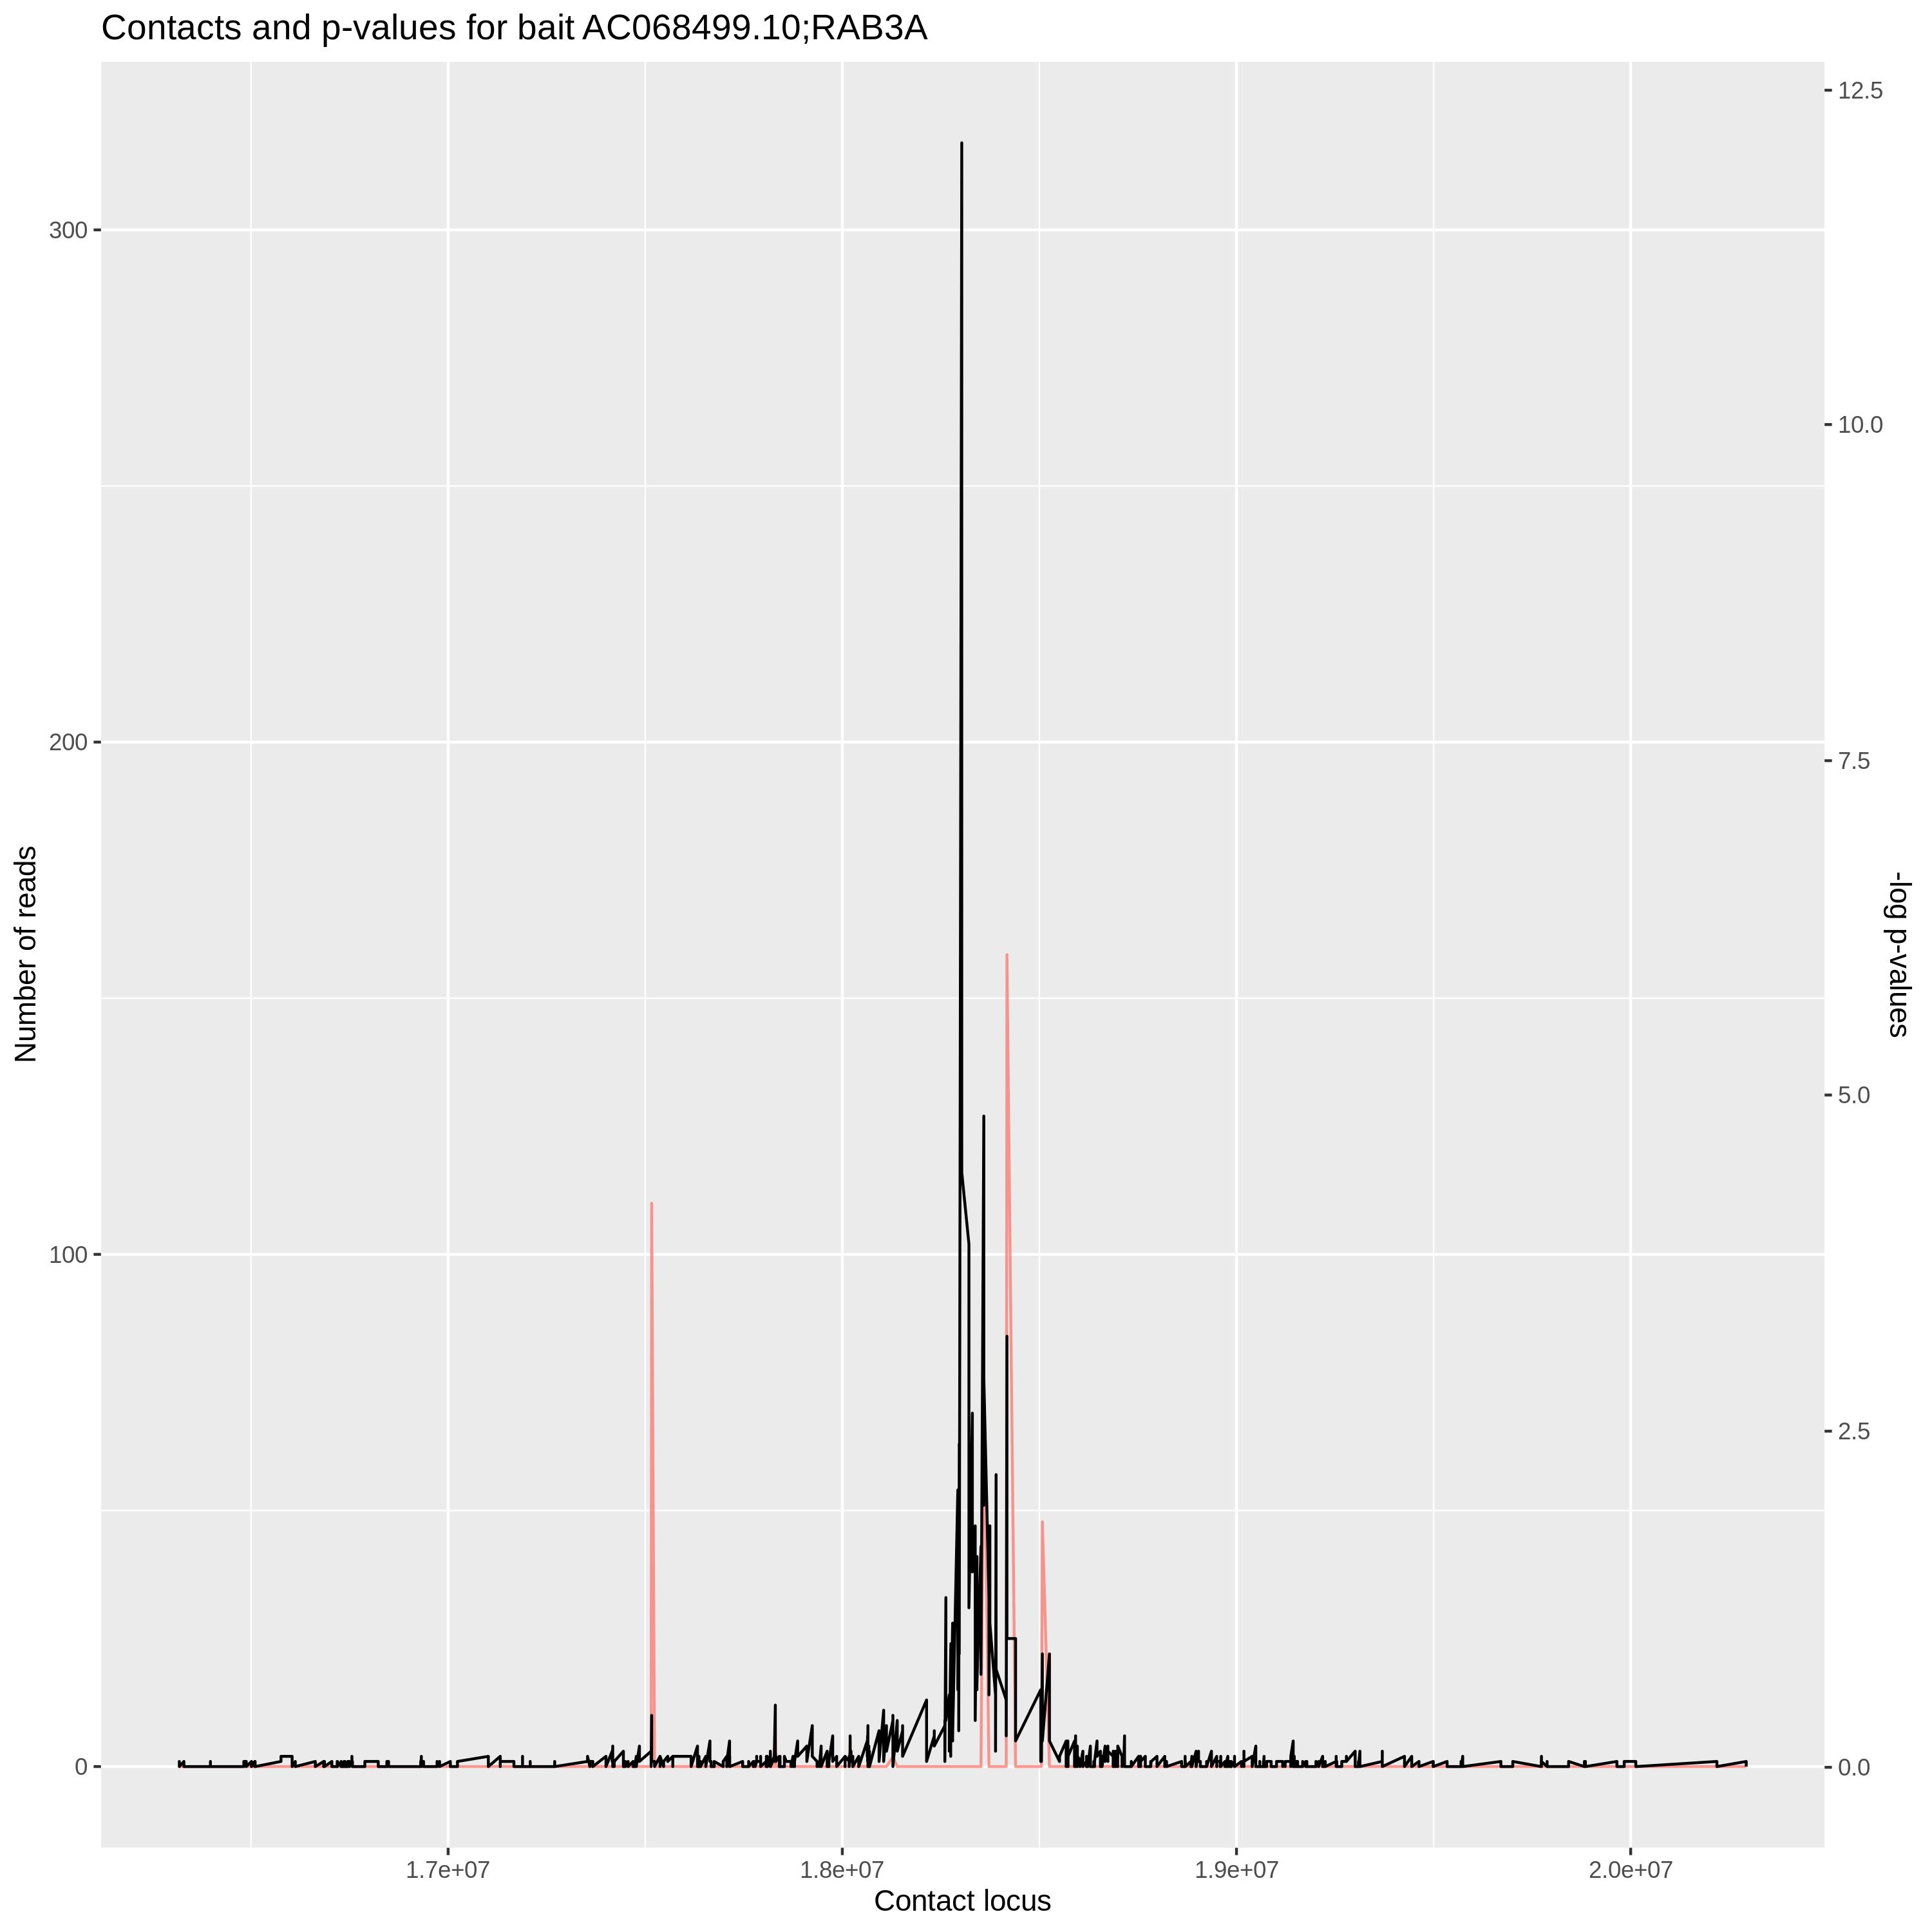 Contacts and p-values for bait AC068499.10;RAB3A
12.5
300
10.0
200
7.5
Number of reads
-log p-values
5.0
100
2.5
0
0.0
1.7e+07
1.8e+07
1.9e+07
2.0e+07
Contact locus